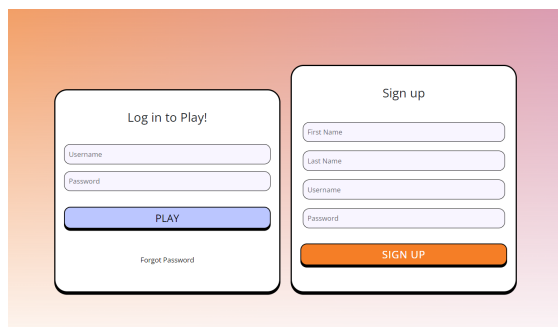 Log in to Play!
Username
Password
PLAY
Forgot Password
Sign up
First Name
Last Name
Username
Password
SIGN UP